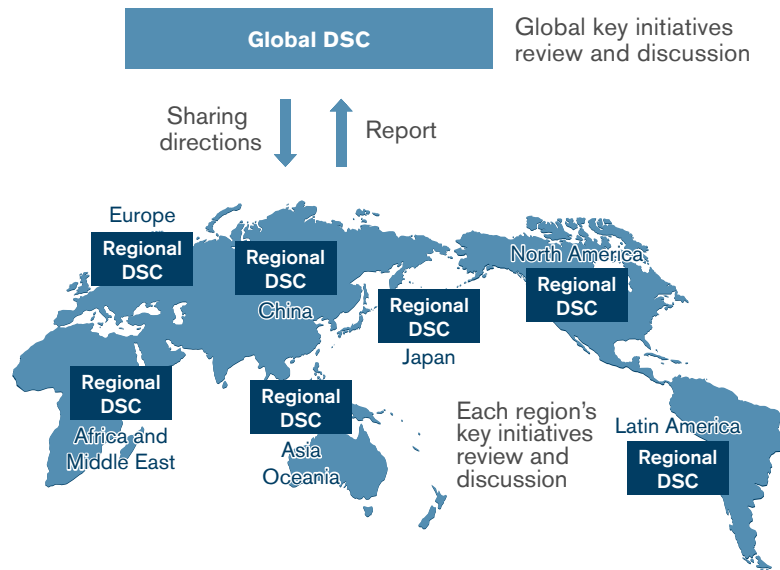 Global DSC
Global key initiatives
review and discussion
Sharing
directions
Report
Europe
Regional
DSC
Regional
DSC
China
North America
Regional
DSC
Regional
DSC
Japan
Regional
DSC
Africa and
Middle East
Regional
DSC
Asia
Oceania
Each region's
key initiatives
review and
discussion
Latin America
Regional
DSC